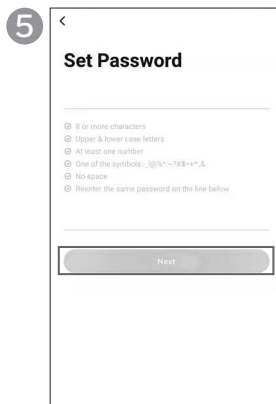 5
Set Password
8 or more characters
Upper & lower case letters
At least one number
One of the symbols:-_!@%^.~?#$=+*;&
No space
Reenter the same password on the line below
Next